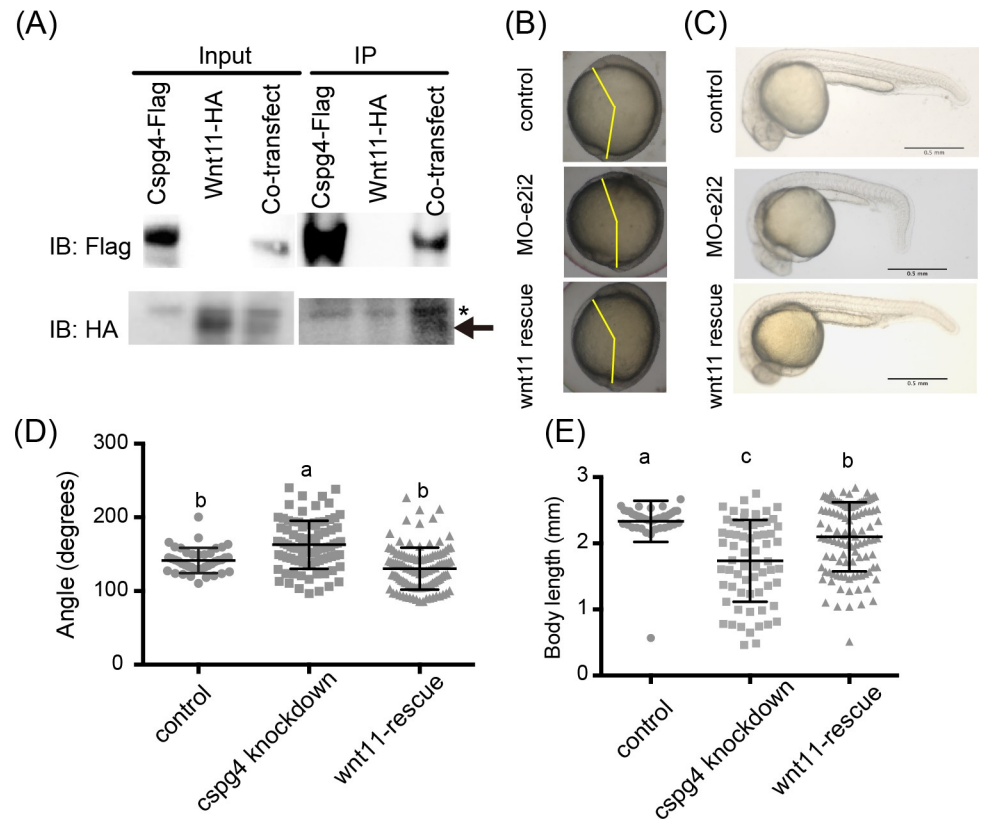 (A)
Input IP
Cspg4-Flag Wnt11-HA Co-transfect Cspg4-Flag Wnt11-HA Co-transfect
IB: Flag
IB: HA
*
(B)
control
MO-e2i2
wnt11 rescue
(C)
control
0.5 mm
MO-e2i2
0.5 mm
wnt11 rescue
0.5 mm
(D)
Angle (degrees)
300
200
100
0
b a b
control cspg4 knockdown wnt11-rescue
(E)
Body length (mm)
3
2
1
0
a c b
control cspg4 knockdown wnt11-rescue